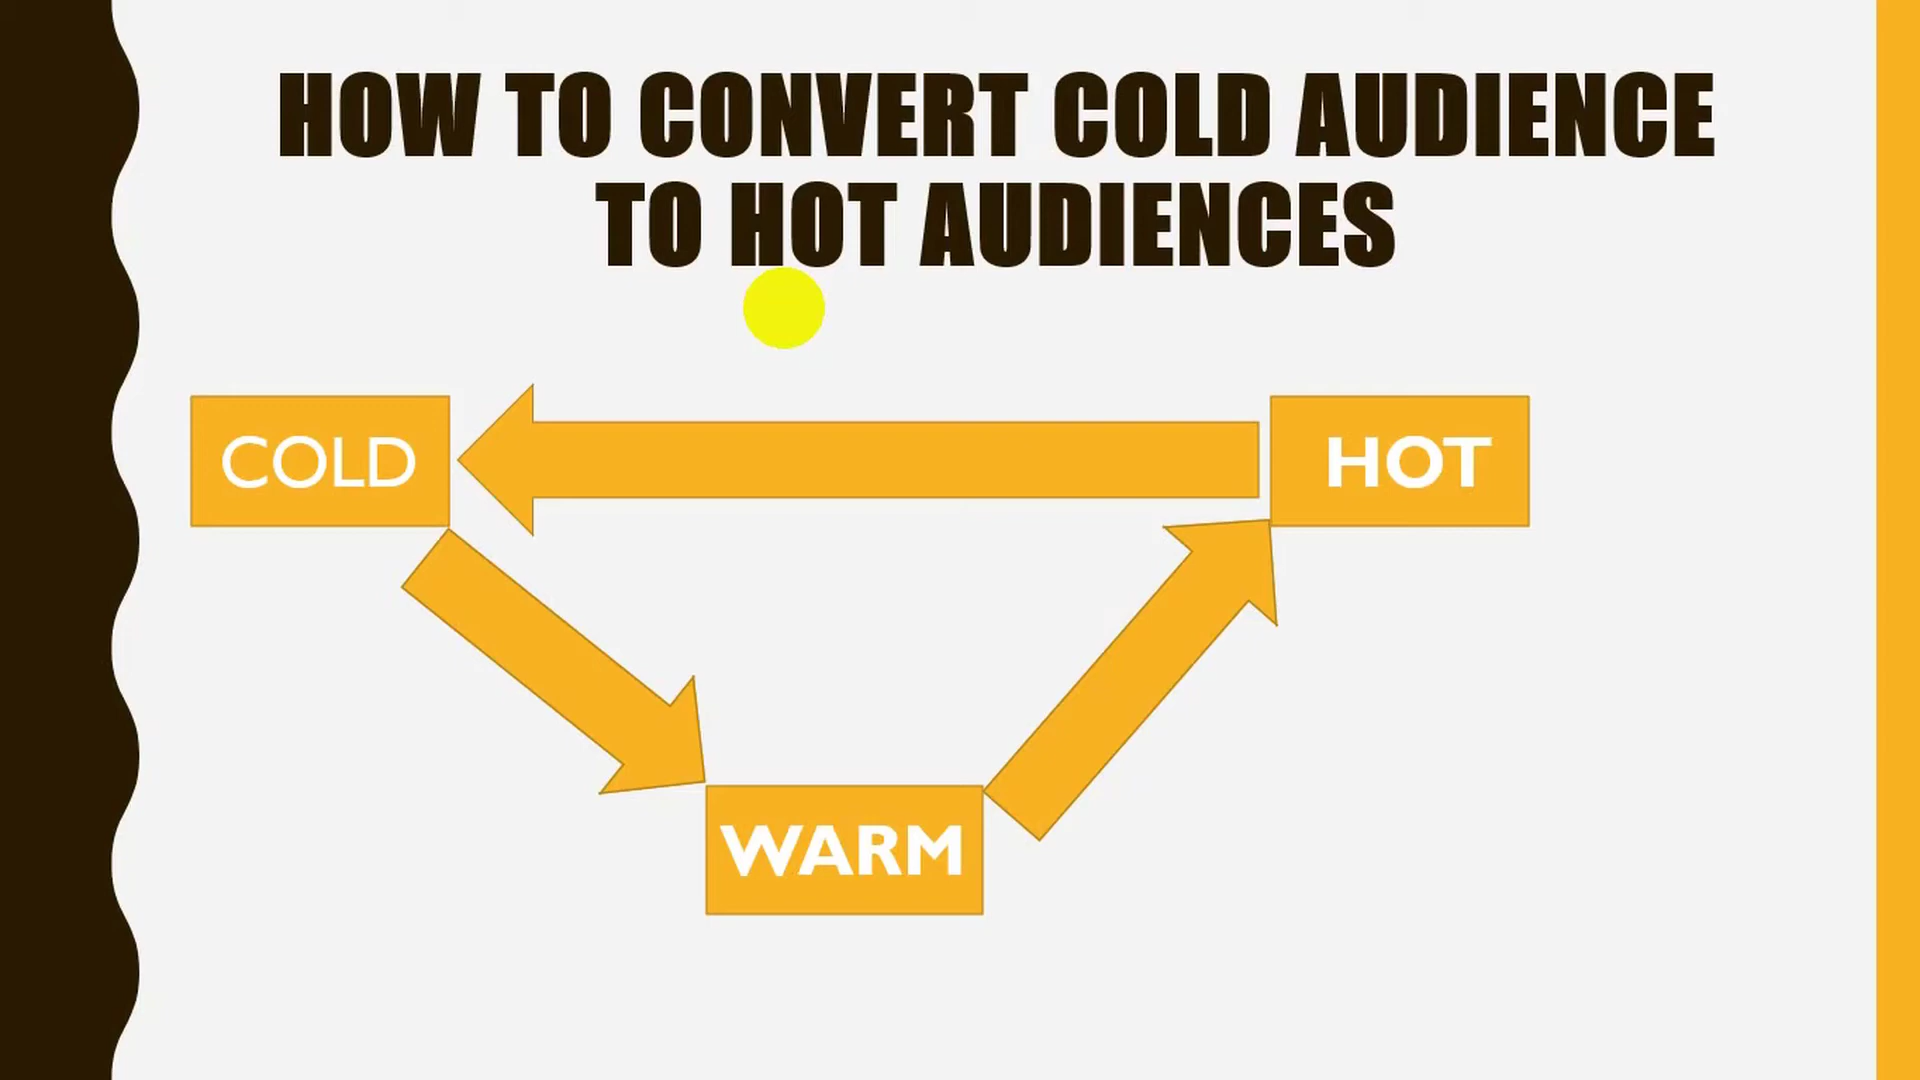 HOW TO CONVERT COLD AUDIENCE
TO HOT AUDIENCES
COLD
HOT
WARM